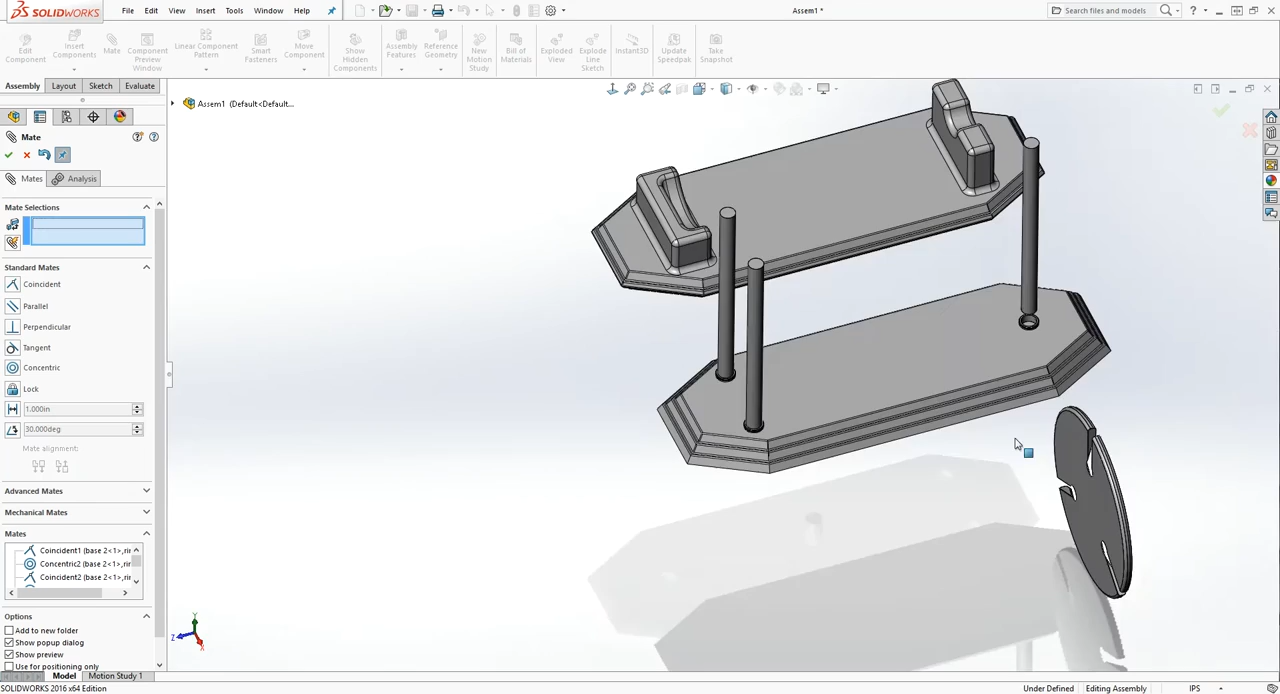 SOLIDWORKS File Edit View Insert Tools Window Help Assem1 * Search files and models
Edit Component
Insert Components
Mate
Component Preview Window
Linear Component Pattern
Smart Fasteners
Move Component
Show Hidden Components
Assembly Features
Reference Geometry
New Motion Study
Bill of Materials
Exploded View
Explode Line Sketch
Instant3D
Update Speedpak
Take Snapshot
Assembly Layout Sketch Evaluate
Assem1 (Default<Default...
Mate
Mates Analysis
Mate Selections
Standard Mates
Coincident
Parallel
Perpendicular
Tangent
Concentric
Lock
1.000in
30.000deg
Mate alignment:
Advanced Mates
Mechanical Mates
Mates
Coincident1 (base 2<1>,rin
Concentric2 (base 2<1>,rin
Coincident2 (base 2<1>,rin
Options
Add to new folder
Show popup dialog
Show preview
Use for positioning only
Y
Z
X
Model Motion Study 1
SOLIDWORKS 2016 x64 Edition Under Defined Editing Assembly IPS